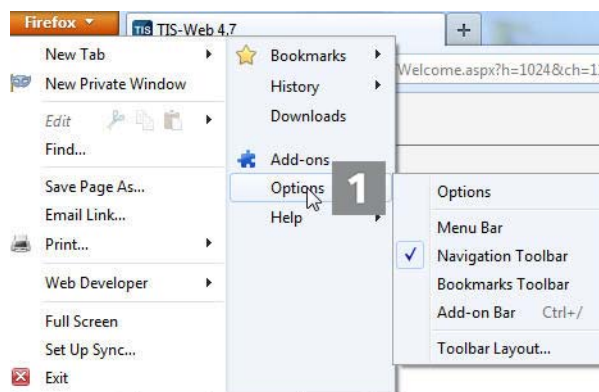 Firefox
TIS TIS-Web 4.7
+
New Tab
New Private Window
Edit
Find...
Save Page As...
Email Link...
Print...
Web Developer
Full Screen
Set Up Sync...
Exit
Bookmarks
History
Downloads
Add-ons
Options
Help
1
Welcome.aspx?h=1024&ch=1
Options
Menu Bar
Navigation Toolbar
Bookmarks Toolbar
Add-on Bar Ctrl+/
Toolbar Layout...